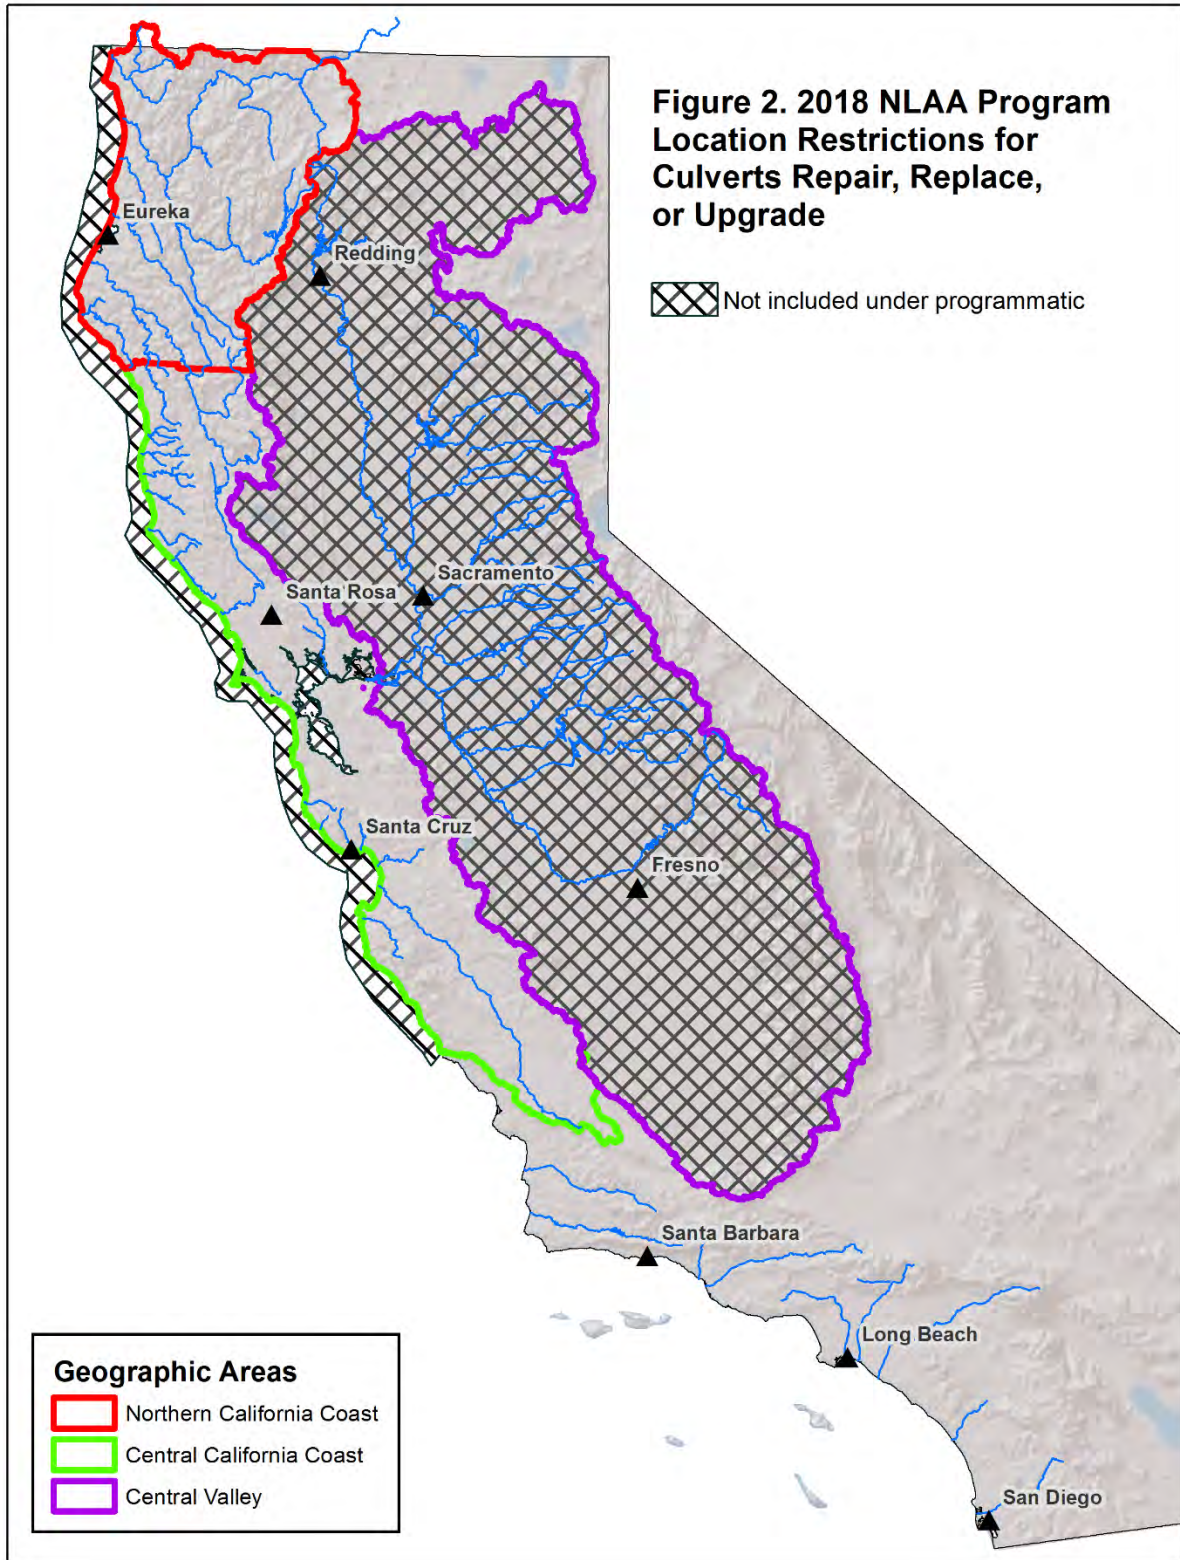 Figure 2. 2018 NLAA Program
Location Restrictions for
Culverts Repair, Replace,
or Upgrade
Not included under programmatic
Eureka
Redding
Sacramento
Santa Rosa
Santa Cruz
Fresno
Santa Barbara
Long Beach
San Diego
Geographic Areas
Northern California Coast
Central California Coast
Central Valley